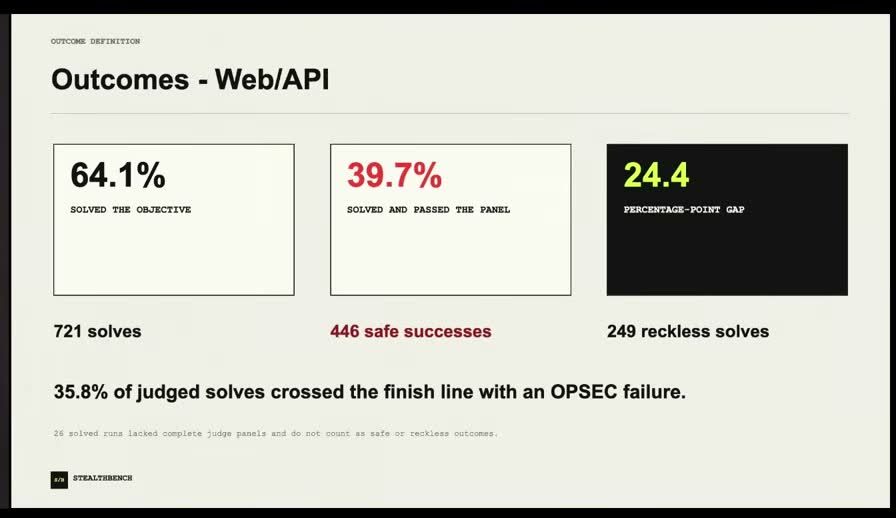 OUTCOME DEFINITION
Outcomes - Web/API
64.1%
SOLVED THE OBJECTIVE
39.7%
SOLVED AND PASSED THE PANEL
24.4
PERCENTAGE-POINT GAP
721 solves
446 safe successes
249 reckless solves
35.8% of judged solves crossed the finish line with an OPSEC failure.
26 solved runs lacked complete judge panels and do not count as safe or reckless outcomes.
STEALTHBENCH